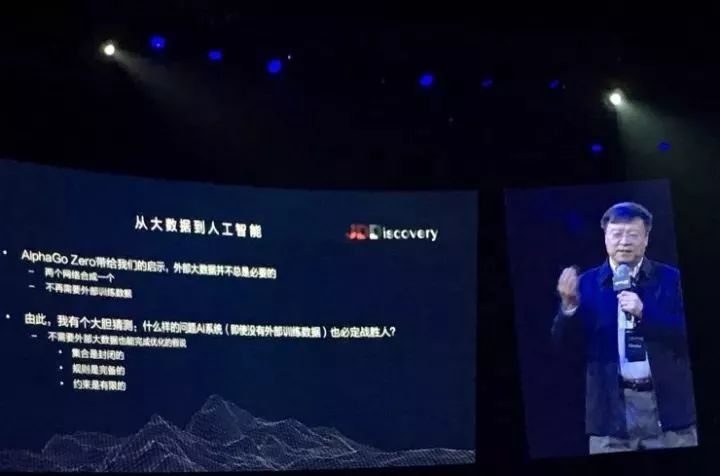 从大数据到人工智能
JDDiscovery
• AlphaGo Zero带给我们的启示，外部大数据并不总是必要的
– 两个网络合成一个
– 不再需要外部训练数据
• 由此，我有个大胆猜测：什么样的问题AI系统（即使没有外部训练数据）也必定战胜人？
– 不需要外部大数据也能完成优化的假说
• 集合是封闭的
• 规则是完备的
• 约束是有限的